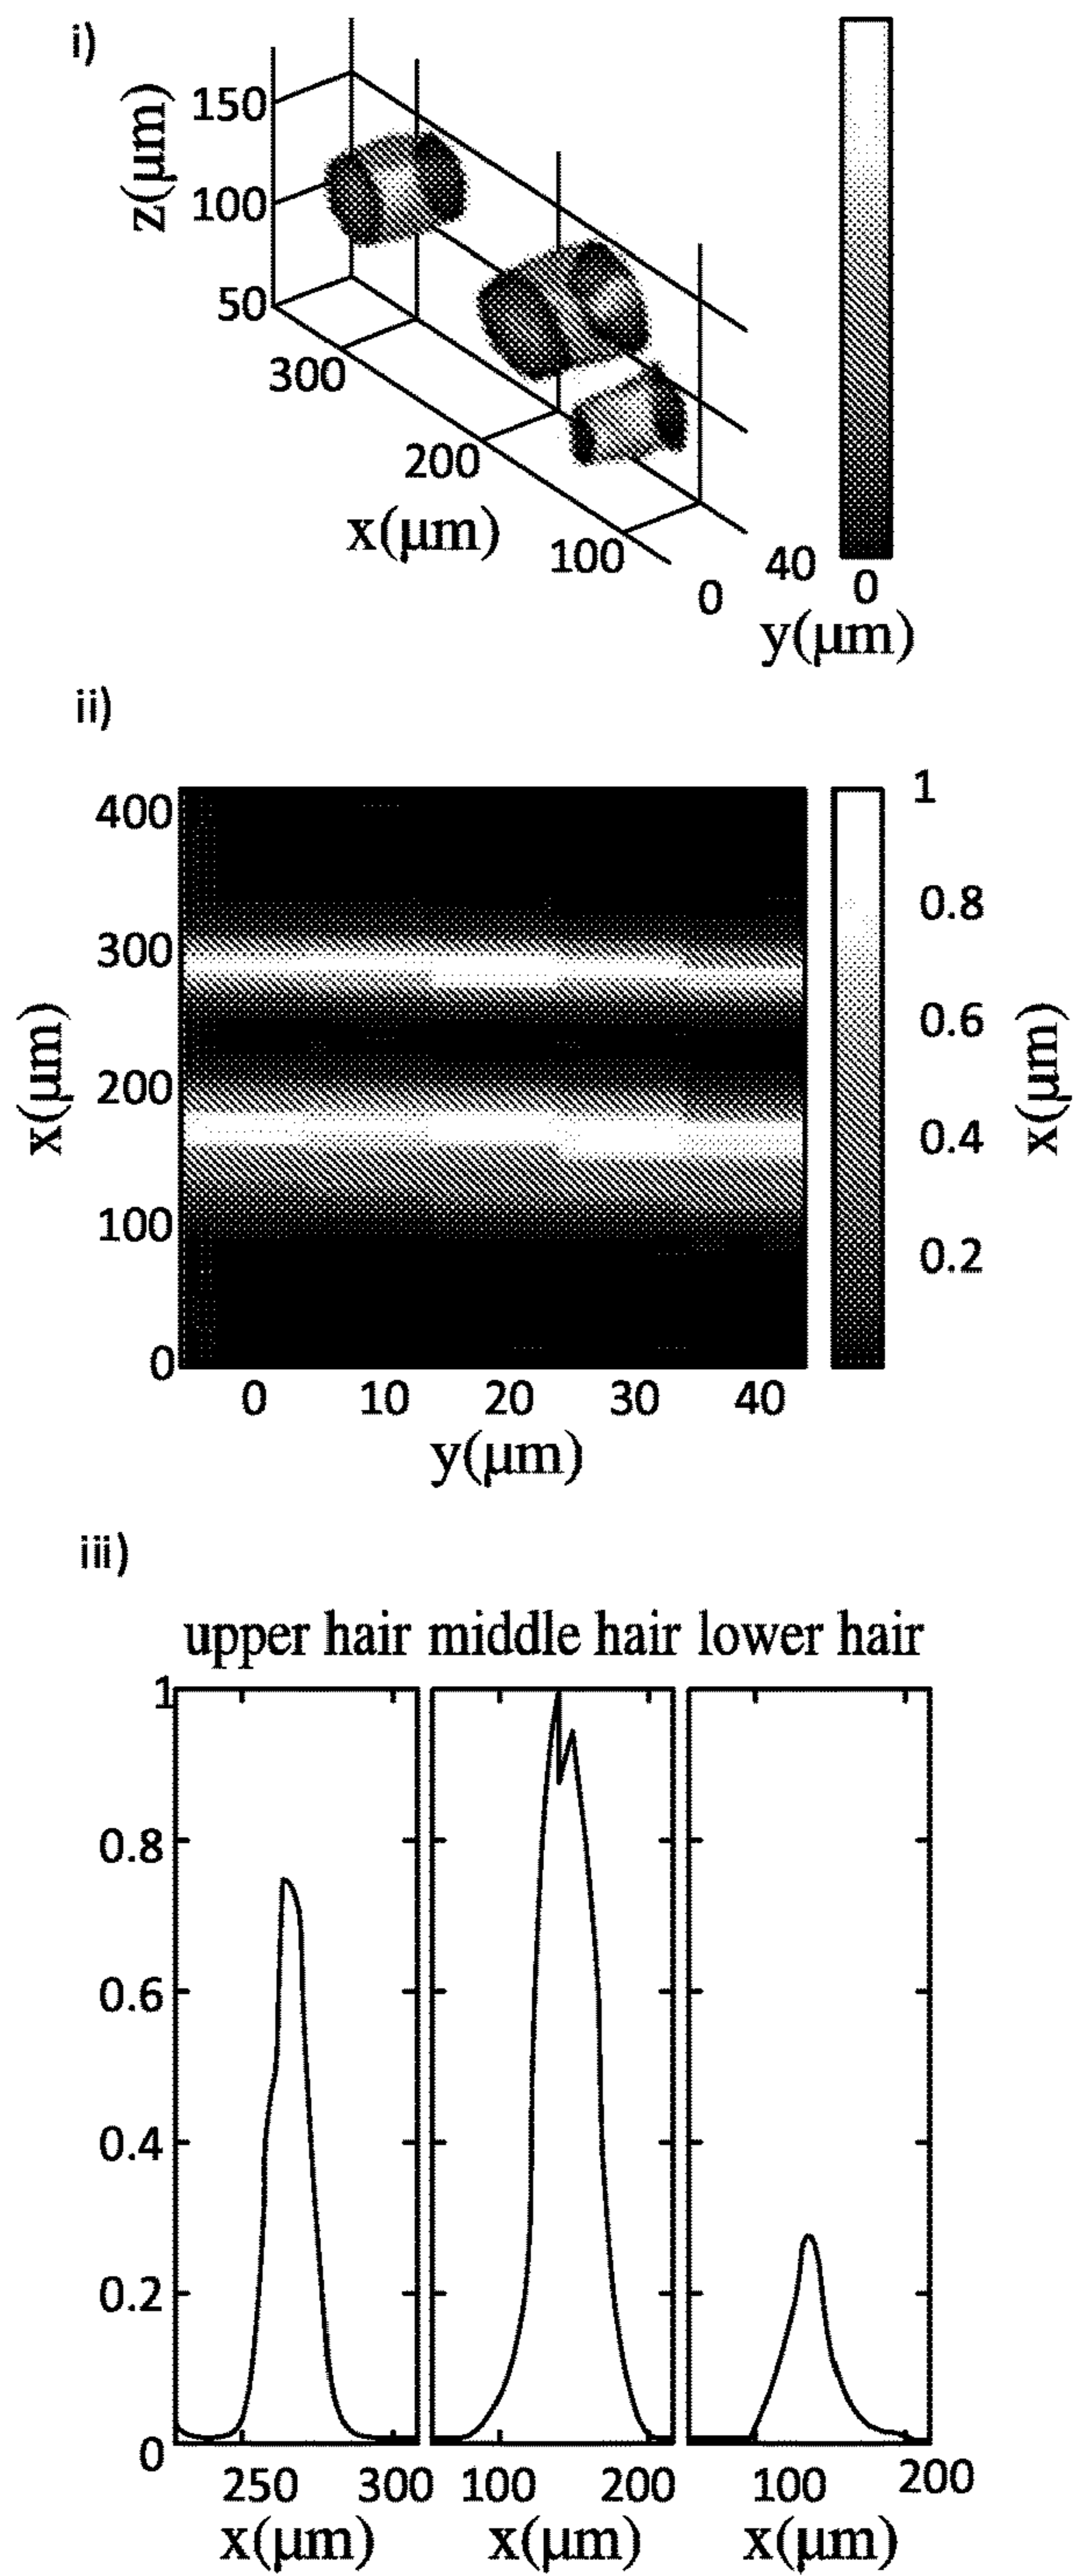 i)
z(μm)
150
100
50
300
200
100
x(μm)
0
40
y(μm)
0
ii)
400
300
200
100
0
x(μm)
0 10 20 30 40
y(μm)
1
0.8
0.6
0.4
0.2
x(μm)
iii)
upper hair middle hair lower hair
1
0.8
0.6
0.4
0.2
0
250 300 100 200 100 200
x(μm) x(μm) x(μm)